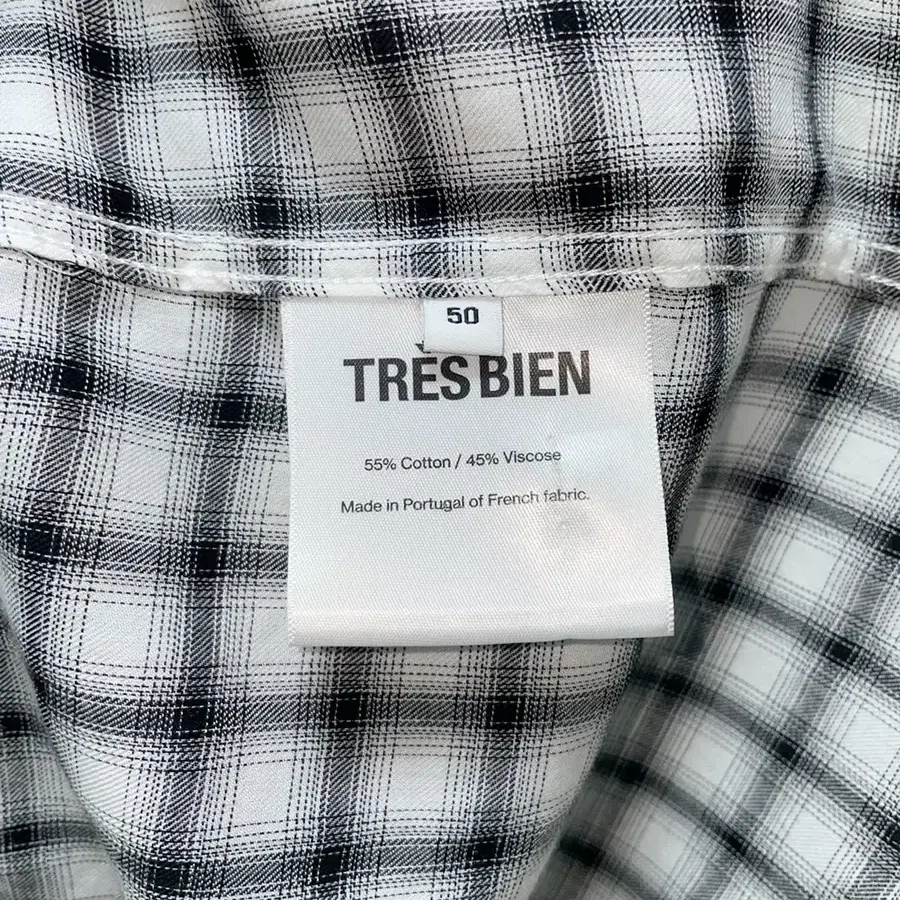 50
TRÈS BIEN
55% Cotton / 45% Viscose
Made in Portugal of French fabric.